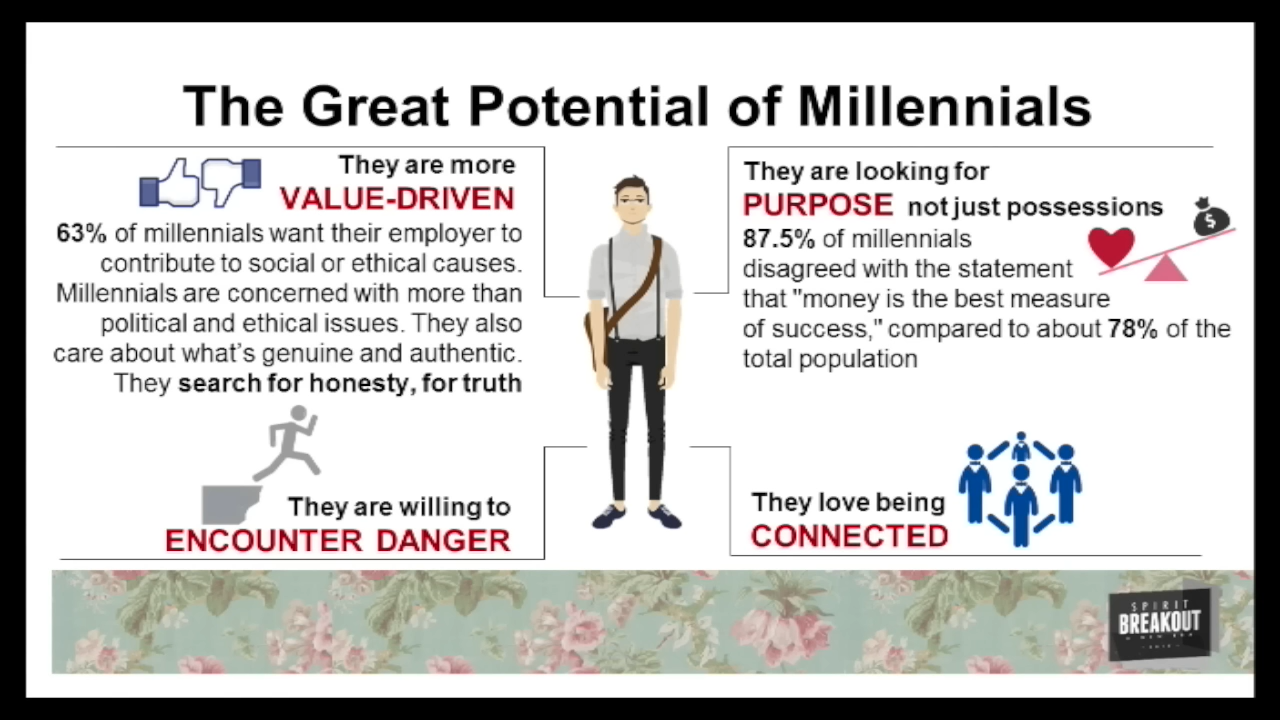 The Great Potential of Millennials
They are more
VALUE-DRIVEN
63% of millennials want their employer to
contribute to social or ethical causes.
Millennials are concerned with more than
political and ethical issues. They also
care about what's genuine and authentic.
They search for honesty, for truth
They are looking for
PURPOSE not just possessions
87.5% of millennials
disagreed with the statement
that "money is the best measure
of success," compared to about 78% of the
total population
$
They are willing to
ENCOUNTER DANGER
They love being
CONNECTED
SPIRIT
BREAKOUT